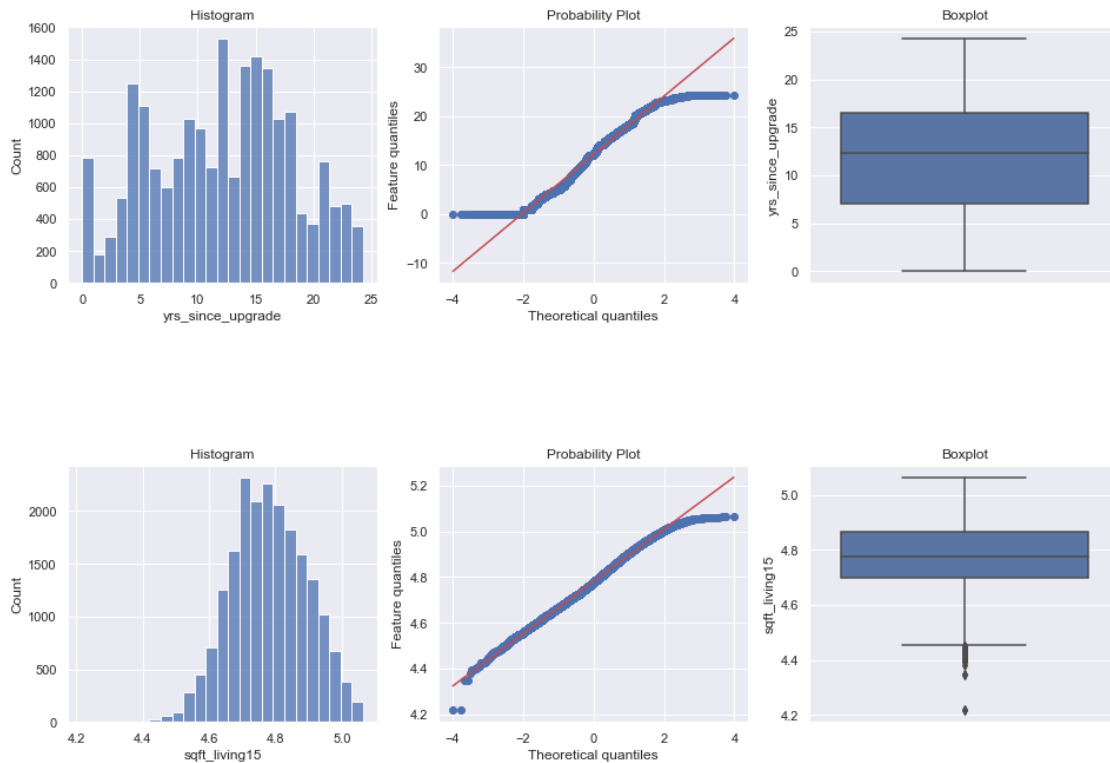 Histogram
Count
1600
1400
1200
1000
800
600
400
200
0
0 5 10 15 20 25
yrs_since_upgrade
Probability Plot
Feature quantiles
30
20
10
0
−10
−4 −2 0 2 4
Theoretical quantiles
Boxplot
yrs_since_upgrade
25
20
15
10
5
0
Histogram
Count
2000
1500
1000
500
0
4.2 4.4 4.6 4.8 5.0
sqft_living15
Probability Plot
Feature quantiles
5.2
5.0
4.8
4.6
4.4
4.2
−4 −2 0 2 4
Theoretical quantiles
Boxplot
sqft_living15
5.0
4.8
4.6
4.4
4.2